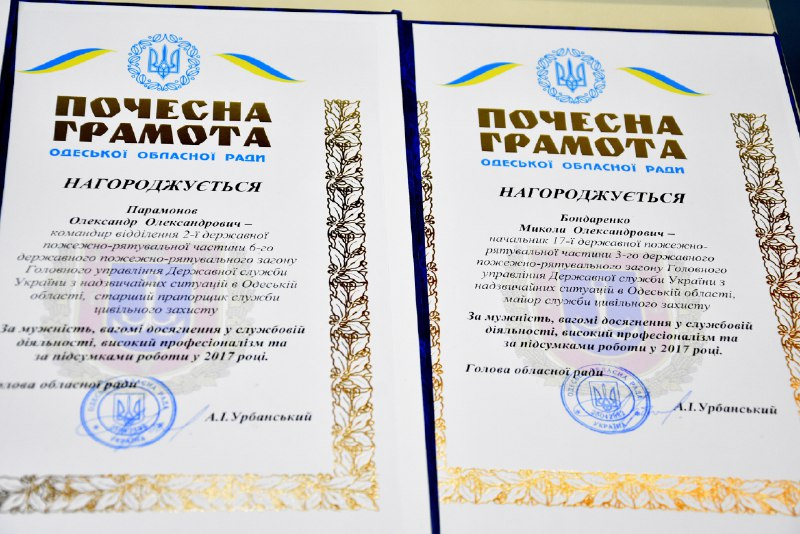 ПОЧЕСНА
ГРАМОТА
ОДЕСЬКОЇ ОБЛАСНОЇ РАДИ
НАГОРОДЖУЄТЬСЯ
Парамонов
Олександр Олександрович –
командир відділення 2-ї державної
пожежно-рятувальної частини 6-го
державного пожежно-рятувального загону
Головного управління Державної служби
України з надзвичайних ситуацій в Одеській
області, старший прапорщик служби
цивільного захисту
За мужність, вагомі досягнення у службовій
діяльності, високий професіоналізм та
за підсумками роботи у 2017 році.
Голова обласної ради
А.І.Урбанський
ПОЧЕСНА
ГРАМОТА
ОДЕСЬКОЇ ОБЛАСНОЇ РАДИ
НАГОРОДЖУЄТЬСЯ
Бондаренко
Микола Олександрович –
начальник 17-ї державної пожежно-
рятувальної частини 3-го державного
пожежно-рятувального загону Головного
управління Державної служби України з
надзвичайних ситуацій в Одеській області,
майор служби цивільного захисту
За мужність, вагомі досягнення у службовій
діяльності, високий професіоналізм та
за підсумками роботи у 2017 році.
Голова обласної ради
А.І.Урбанський